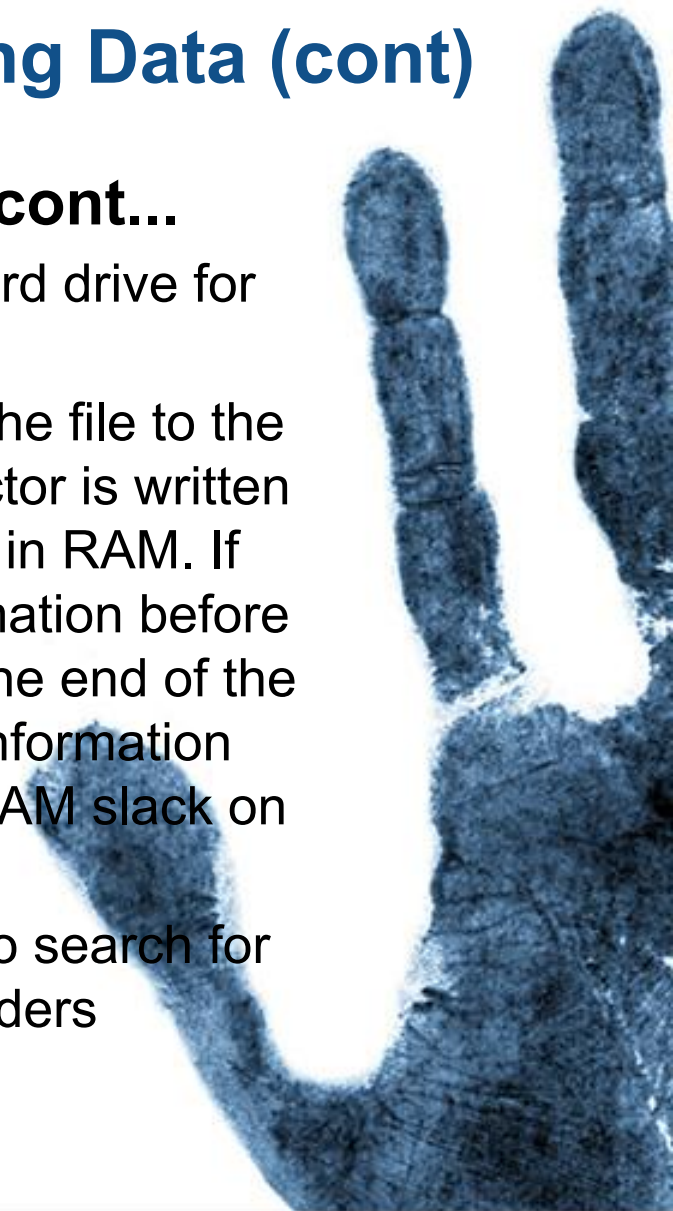 ng Data (cont)
cont...
rd drive for
he file to the
ctor is written
in RAM. If
nation before
he end of the
nformation
AM slack on
o search for
ders